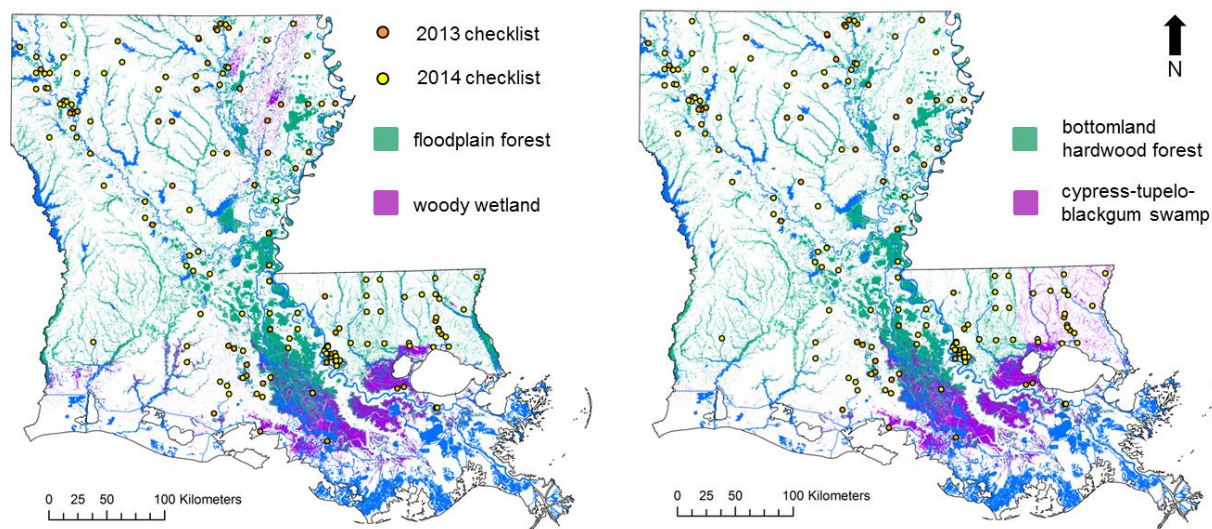 2013 checklist
2014 checklist
floodplain forest
woody wetland
0 25 50 100 Kilometers
N
bottomland
hardwood forest
cypress-tupelo-
blackgum swamp
0 25 50 100 Kilometers